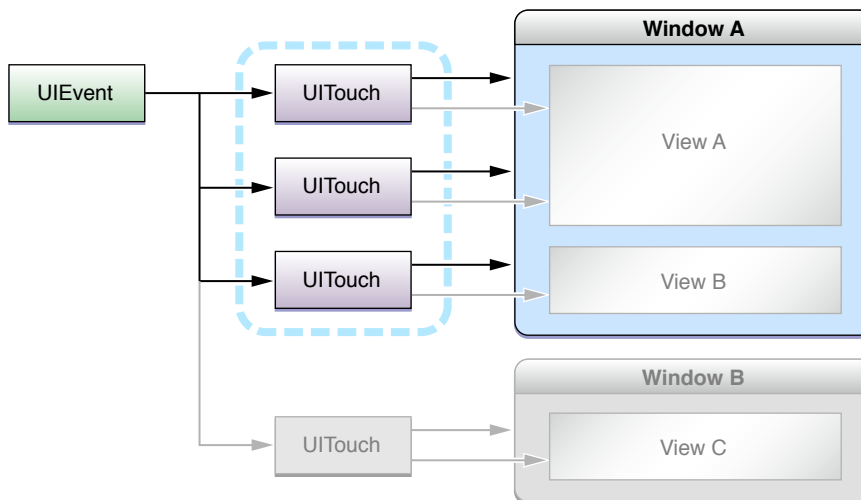 Window A
UIEvent
UITouch
View A
UITouch
UITouch
View B
Window B
UITouch
View C